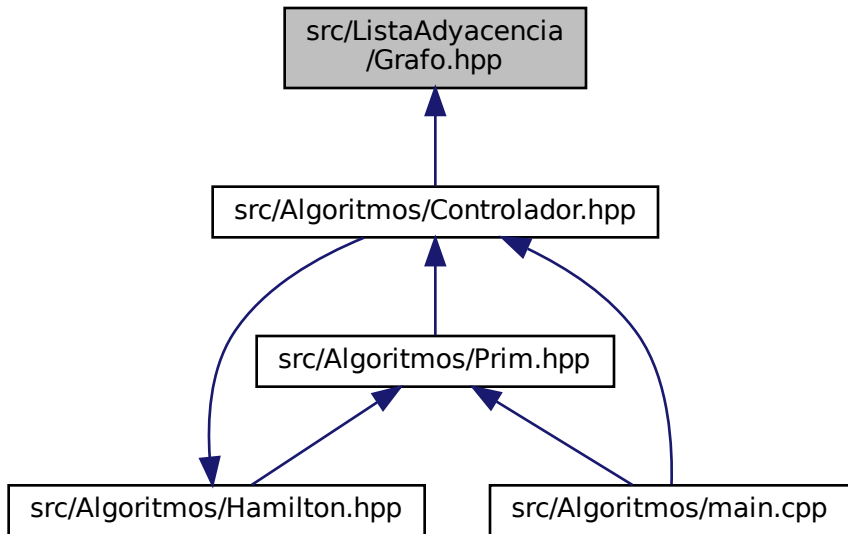 src/ListaAdyacencia
/Grafo.hpp
src/Algoritmos/Controlador.hpp
src/Algoritmos/Prim.hpp
src/Algoritmos/Hamilton.hpp
src/Algoritmos/main.cpp